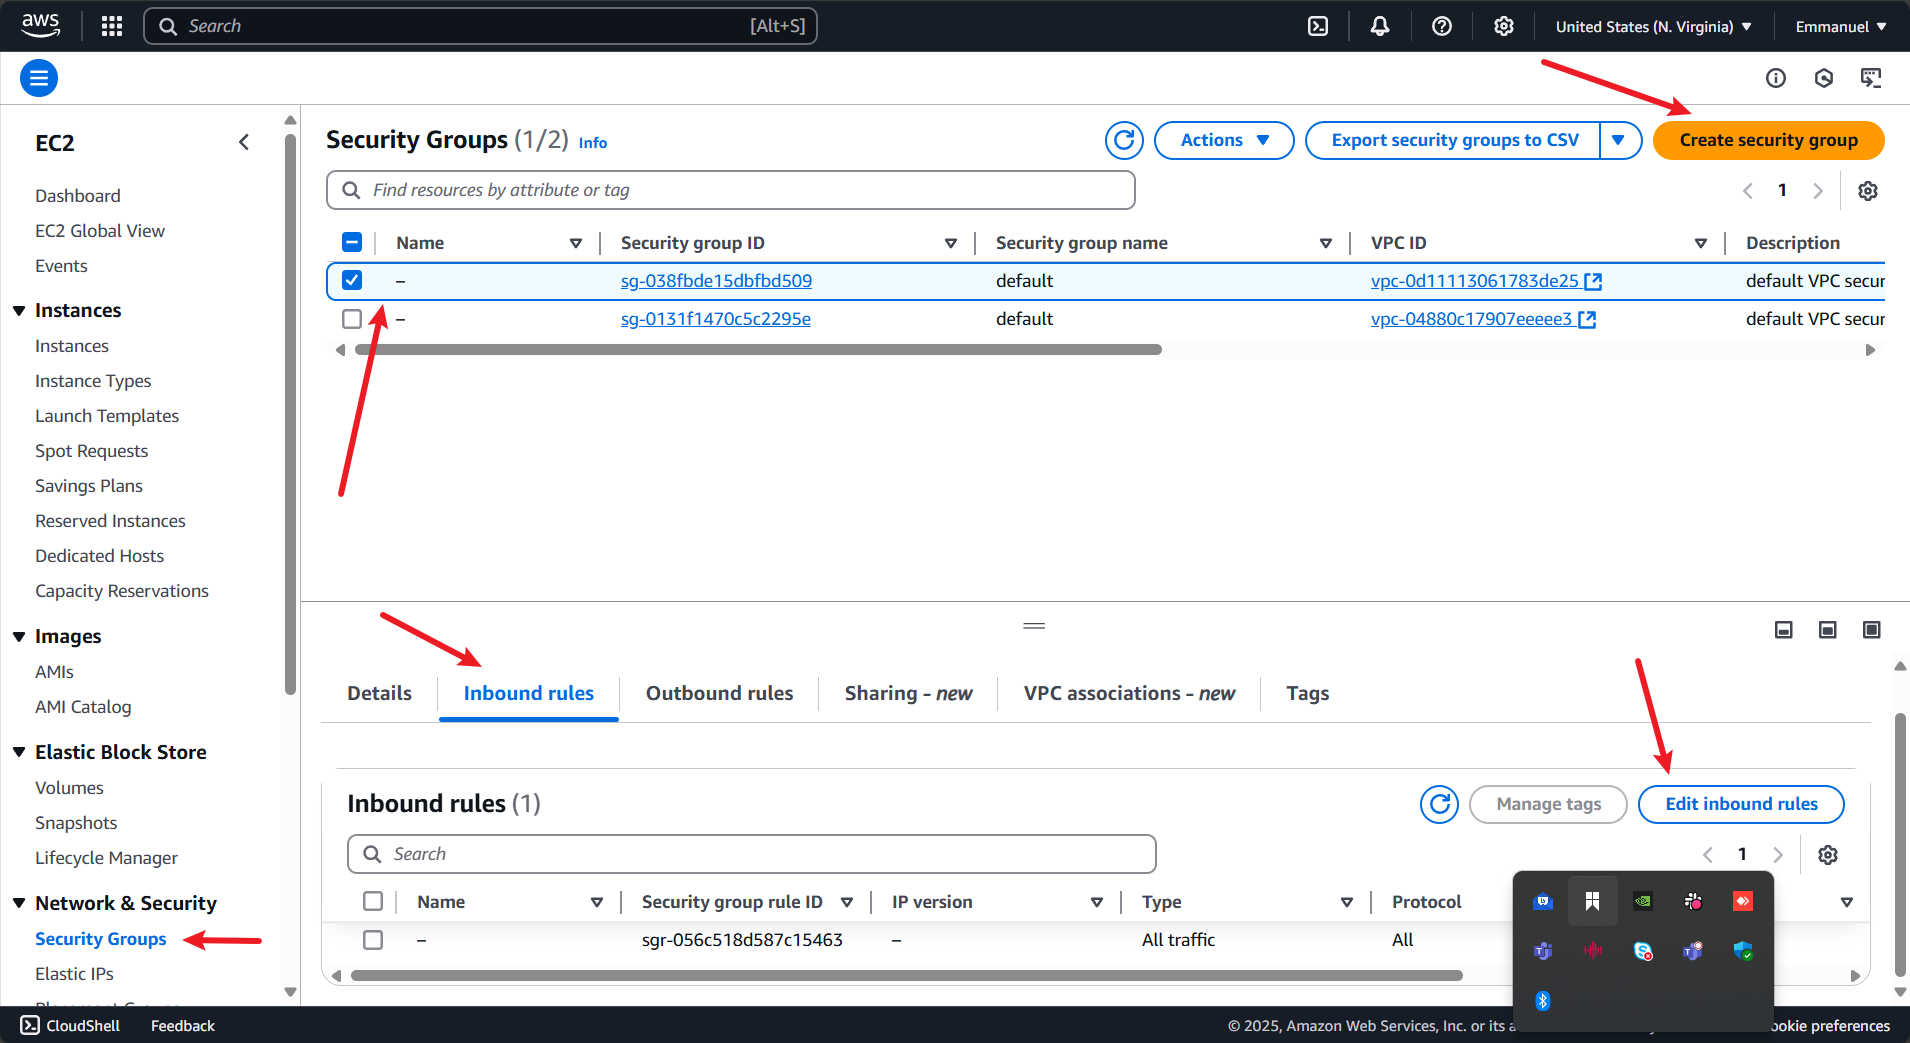 aws
Search
[Alt+S]
United States (N. Virginia)
Emmanuel
EC2
Dashboard
EC2 Global View
Events
Instances
Instances
Instance Types
Launch Templates
Spot Requests
Savings Plans
Reserved Instances
Dedicated Hosts
Capacity Reservations
Images
AMIs
AMI Catalog
Elastic Block Store
Volumes
Snapshots
Lifecycle Manager
Network & Security
Security Groups
Elastic IPs
Security Groups (1/2) Info
Actions
Export security groups to CSV
Create security group
Find resources by attribute or tag
1
Name Security group ID Security group name VPC ID Description
– sg-038fbde15dbfbd509 default vpc-0d11113061783de25 default VPC secur
– sg-0131f1470c5c2295e default vpc-04880c17907eeeee3 default VPC secur
Details Inbound rules Outbound rules Sharing - new VPC associations - new Tags
Inbound rules (1)
Manage tags
Edit inbound rules
Search
1
Name Security group rule ID IP version Type Protocol
– sgr-056c518d587c15463 – All traffic All
CloudShell Feedback
© 2025, Amazon Web Services, Inc. or its a
ookie preferences